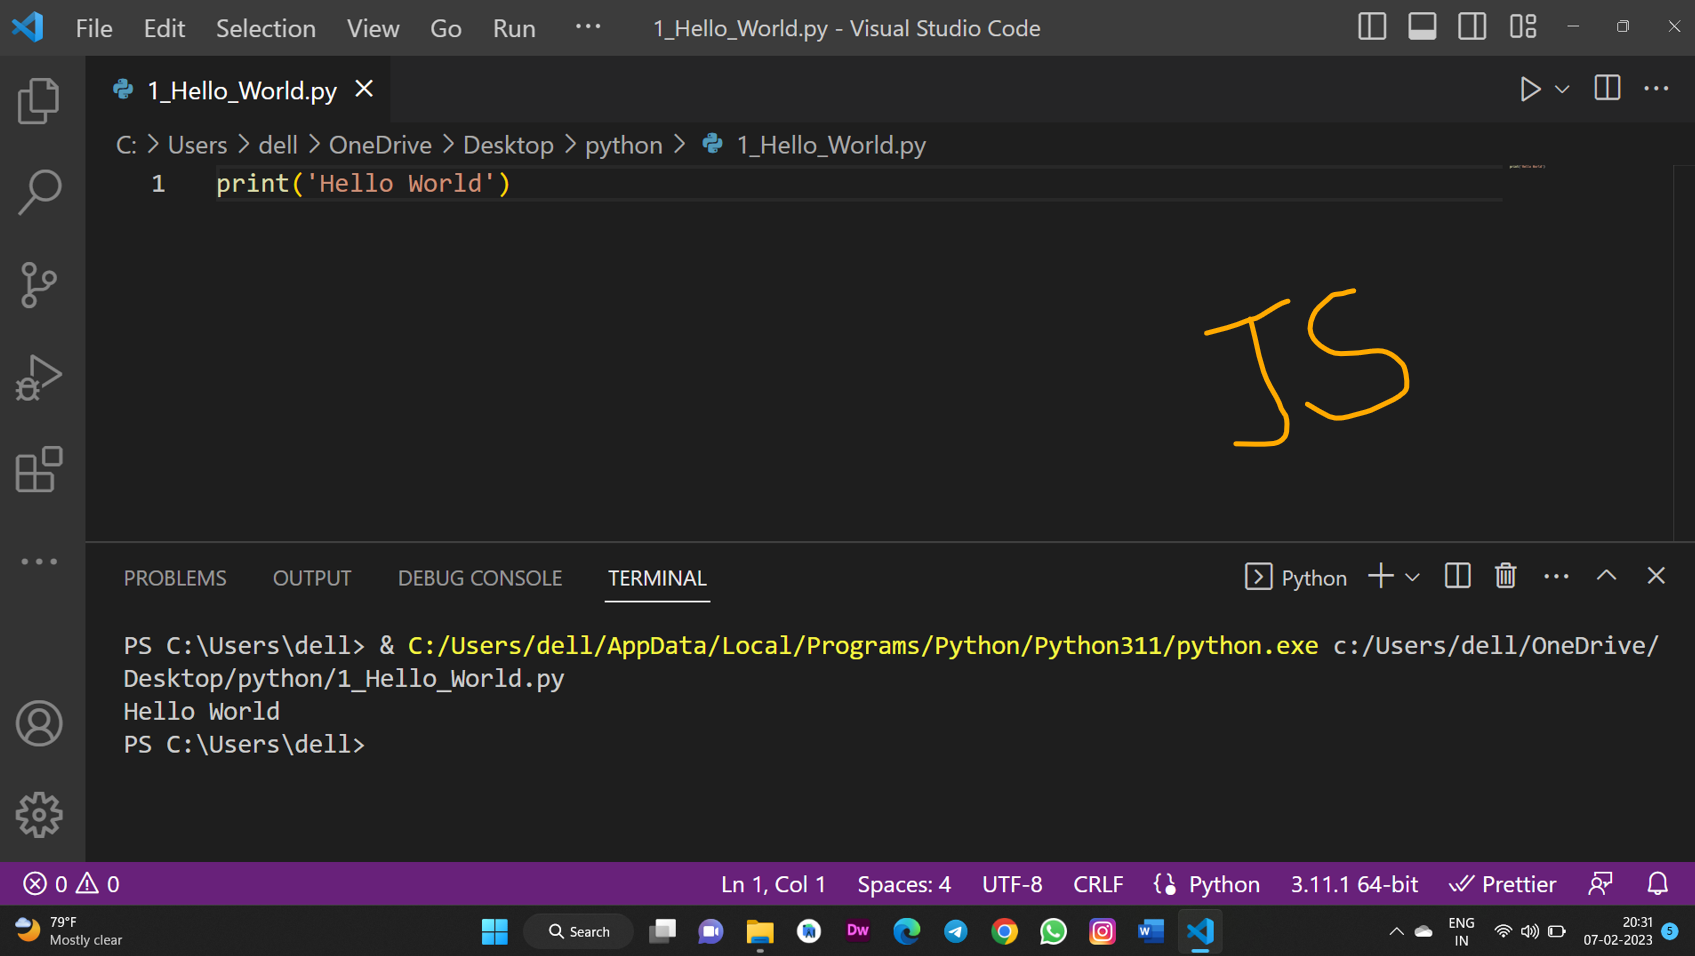 File Edit Selection View Go Run ··· 1_Hello_World.py - Visual Studio Code
1_Hello_World.py
C: > Users > dell > OneDrive > Desktop > python > 1_Hello_World.py
1 print('Hello World')
JS
PROBLEMS OUTPUT DEBUG CONSOLE TERMINAL Python
PS C:\Users\dell> & C:/Users/dell/AppData/Local/Programs/Python/Python311/python.exe c:/Users/dell/OneDrive/
Desktop/python/1_Hello_World.py
Hello World
PS C:\Users\dell>
0 0 Ln 1, Col 1 Spaces: 4 UTF-8 CRLF Python 3.11.1 64-bit Prettier
79°F
Mostly clear
Search
Dw
W
ENG
IN
20:31
07-02-2023
5